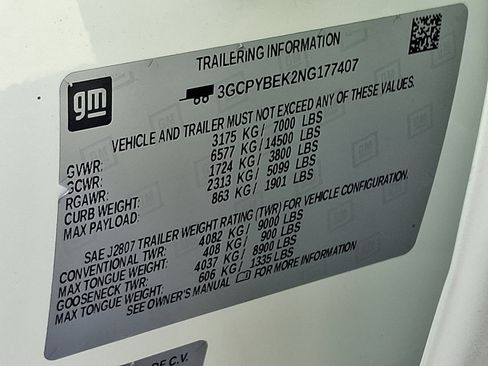 TRAILERING INFORMATION
gm
3GCPYBEK2NG177407
VEHICLE AND TRAILER MUST NOT EXCEED ANY OF THESE VALUES.
GVWR: 3175 KG / 7000 LBS
GCWR: 6577 KG / 14500 LBS
RGAWR: 1724 KG / 3800 LBS
CURB WEIGHT: 2313 KG / 5099 LBS
MAX PAYLOAD: 863 KG / 1901 LBS
SAE J2807 TRAILER WEIGHT RATING (TWR) FOR VEHICLE CONFIGURATION.
CONVENTIONAL TWR: 4082 KG / 9000 LBS
MAX TONGUE WEIGHT: 408 KG / 900 LBS
GOOSENECK TWR: 4037 KG / 8900 LBS
MAX TONGUE WEIGHT: 606 KG / 1335 LBS
SEE OWNER'S MANUAL FOR MORE INFORMATION
DE C.V.